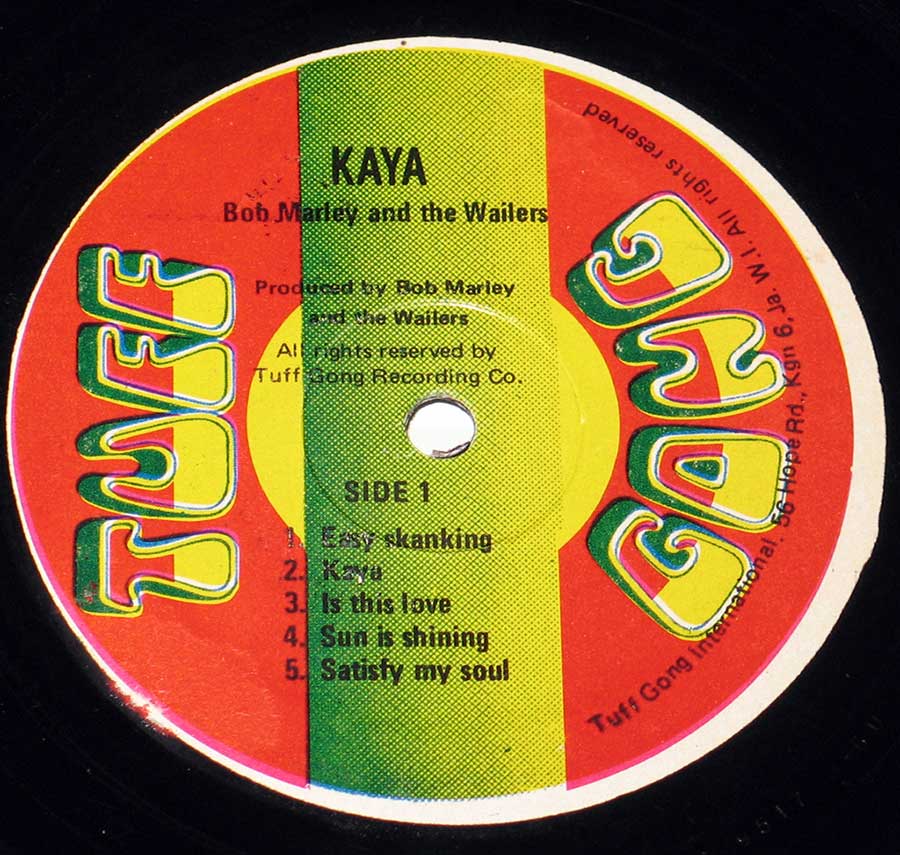 KAYA
Bob Marley and the Wailers
Produced by Bob Marley
and the Wailers
All rights reserved by
Tuff Gong Recording Co.
SIDE 1
1. Easy skanking
2. Kaya
3. Is this love
4. Sun is shining
5. Satisfy my soul
TUFF
GONG
Tuff Gong International. 56 Hope Rd., Kgn 6, Ja. W.I. All rights reserved